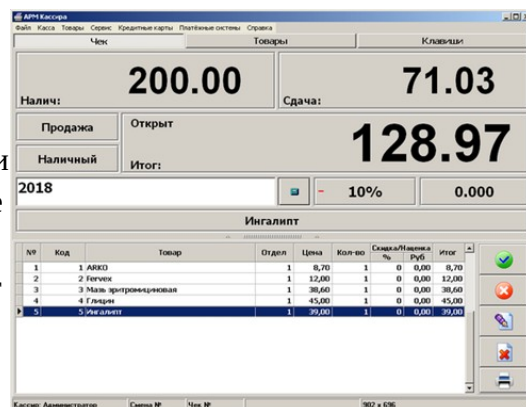 АРМ Кассира
Файл Касса Товары Сервис Кредитные карты Платёжные системы Справка
Чек Товары Клавиши
200.00 71.03
Налич: Сдача:
Продажа Открыт
128.97
Наличный Итог:
и
2018 - 10% 0.000
е
Ингалипт
№ Код Товар Отдел Цена Кол-во Скидка/Наценка Итог
% Руб
1 1 ARKO 1 8,70 1 0 0,00 8,70
2 2 Fervex 1 12,00 1 0 0,00 12,00
3 3 Мазь эритромициновая 1 38,60 1 0 0,00 38,60
4 4 Глицин 1 45,00 1 0 0,00 45,00
5 5 Ингалипт 1 39,00 1 0 0,00 39,00
Кассир: Администратор Смена № Чек № 902 x 696